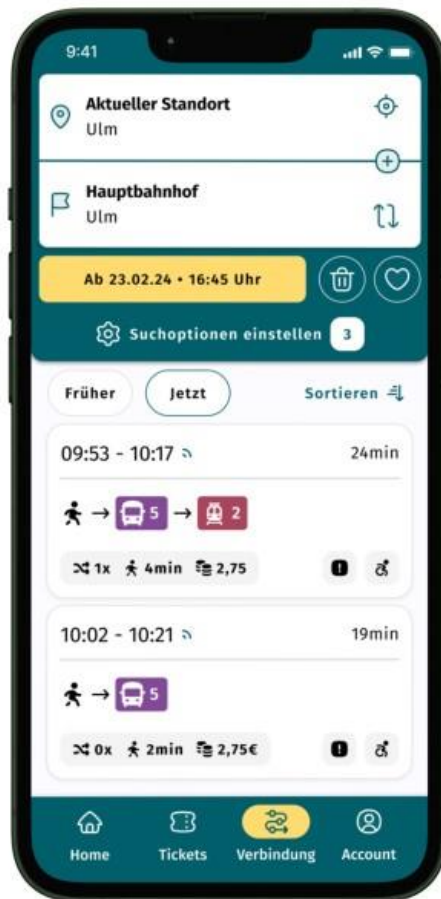 9:41
Aktueller Standort
Ulm
Hauptbahnhof
Ulm
Ab 23.02.24 • 16:45 Uhr
Suchoptionen einstellen 3
Früher Jetzt Sortieren
09:53 - 10:17 24min
→ 5 → 2
1x 4min 2,75
10:02 - 10:21 19min
→ 5
0x 2min 2,75€
Home Tickets Verbindung Account